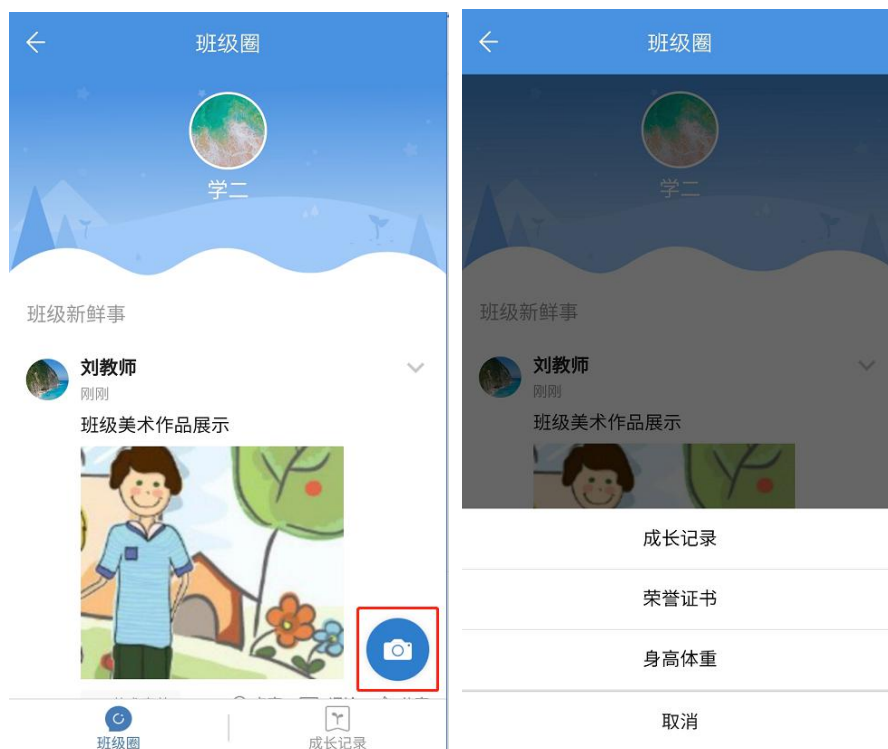 班级圈
学二
班级新鲜事
刘教师
刚刚
班级美术作品展示
班级圈
成长记录
班级圈
学二
班级新鲜事
刘教师
刚刚
班级美术作品展示
成长记录
荣誉证书
身高体重
取消